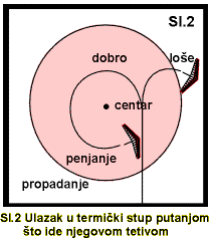 Sl.2
dobro
loše
centar
penjanje
propadanje
Sl.2 Ulazak u termički stup putanjom
što ide njegovom tetivom